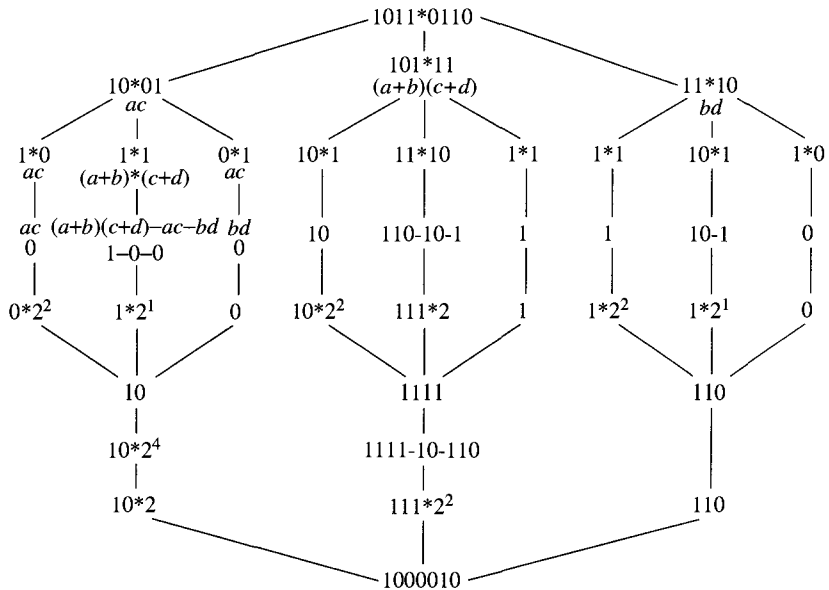 1011*0110
101*11
10*01 (a+b)(c+d) 11*10
ac bd
1*0 1*1 0*1 10*1 11*10 1*1 1*1 10*1 1*0
ac (a+b)*(c+d) ac
ac (a+b)(c+d)–ac–bd bd 10 110-10-1 1 1 10-1 0
0 1–0–0 0
0*2² 1*2¹ 0 10*2² 111*2 1 1*2² 1*2¹ 0
10 1111 110
10*2⁴ 1111-10-110
10*2 111*2² 110
1000010